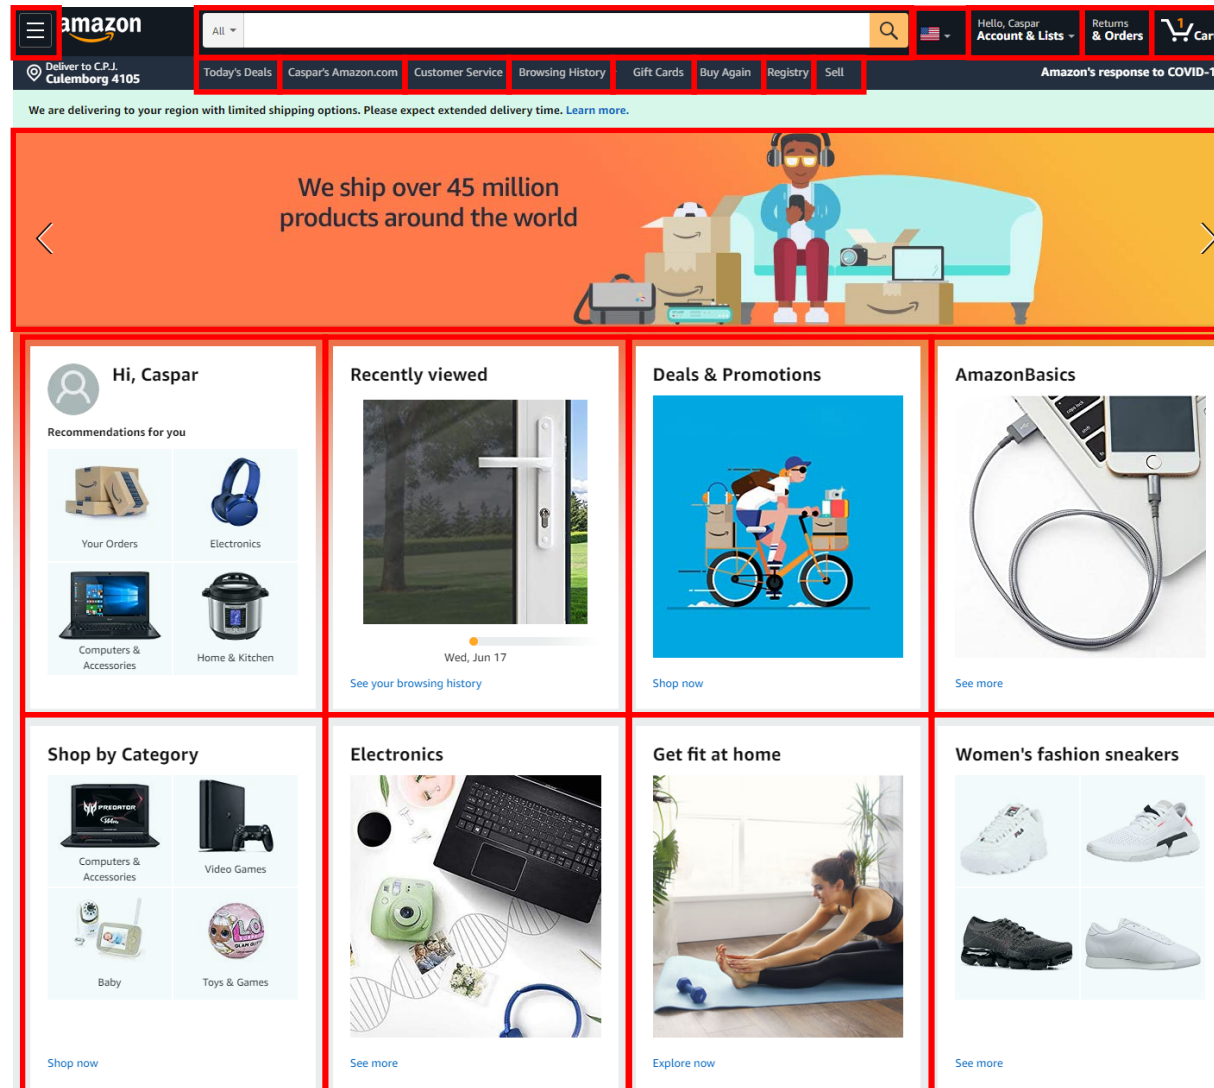 amazon
All
Hello, Caspar
Account & Lists
Returns
& Orders
1
Car
Deliver to C.P.J.
Culemborg 4105
Today's Deals
Caspar's Amazon.com
Customer Service
Browsing History
Gift Cards
Buy Again
Registry
Sell
Amazon's response to COVID-1
We are delivering to your region with limited shipping options. Please expect extended delivery time. Learn more.
We ship over 45 million
products around the world
Hi, Caspar
Recommendations for you
Your Orders
Electronics
Computers &
Accessories
Home & Kitchen
Recently viewed
Wed, Jun 17
See your browsing history
Deals & Promotions
Shop now
AmazonBasics
See more
Shop by Category
PREDATOR
Computers &
Accessories
Video Games
Baby
Toys & Games
Shop now
Electronics
See more
Get fit at home
Explore now
Women's fashion sneakers
FILA
See more